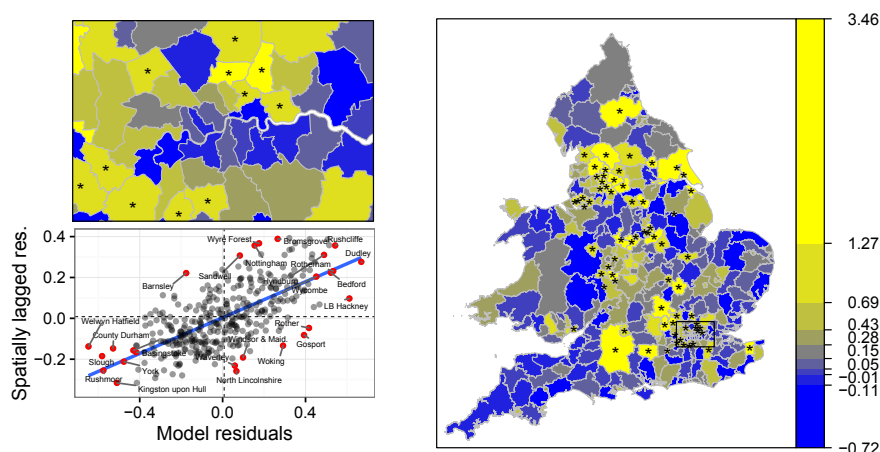 Spatially lagged res.
0.4
0.2
0.0
−0.2
Wyre Forest
Bromsgrove
Rushcliffe
Nottingham
Dudley
Sandwell
Rotherham
Barnsley
Hyndburn
Wycombe
Bedford
LB Hackney
Welwyn Hatfield
Rother
County Durham
Windsor & Maid.
Gosport
Basingstoke
Waverley
Woking
Slough
York
North Lincolnshire
Rushmoor
Kingston upon Hull
−0.4
0.0
0.4
Model residuals
3.46
1.27
0.69
0.43
0.28
0.15
0.05
−0.01
−0.11
−0.72